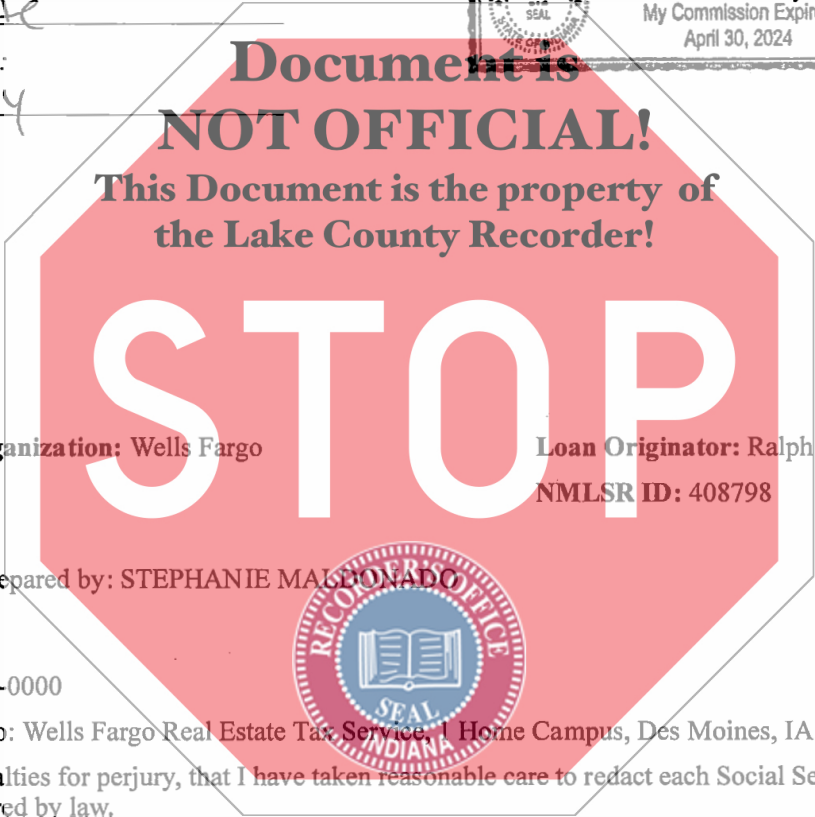 SEAL
My Commission Expir
April 30, 2024
Document is
NOT OFFICIAL!
This Document is the property of
the Lake County Recorder!
STOP
ganization: Wells Fargo
Loan Originator: Ralph
NMLSR ID: 408798
epared by: STEPHANIE MALDONADO
RECORDER'S OFFICE
SEAL
INDIANA
-0000
o: Wells Fargo Real Estate Tax Service, 1 Home Campus, Des Moines, IA
alties for perjury, that I have taken reasonable care to redact each Social Se
ed by law.